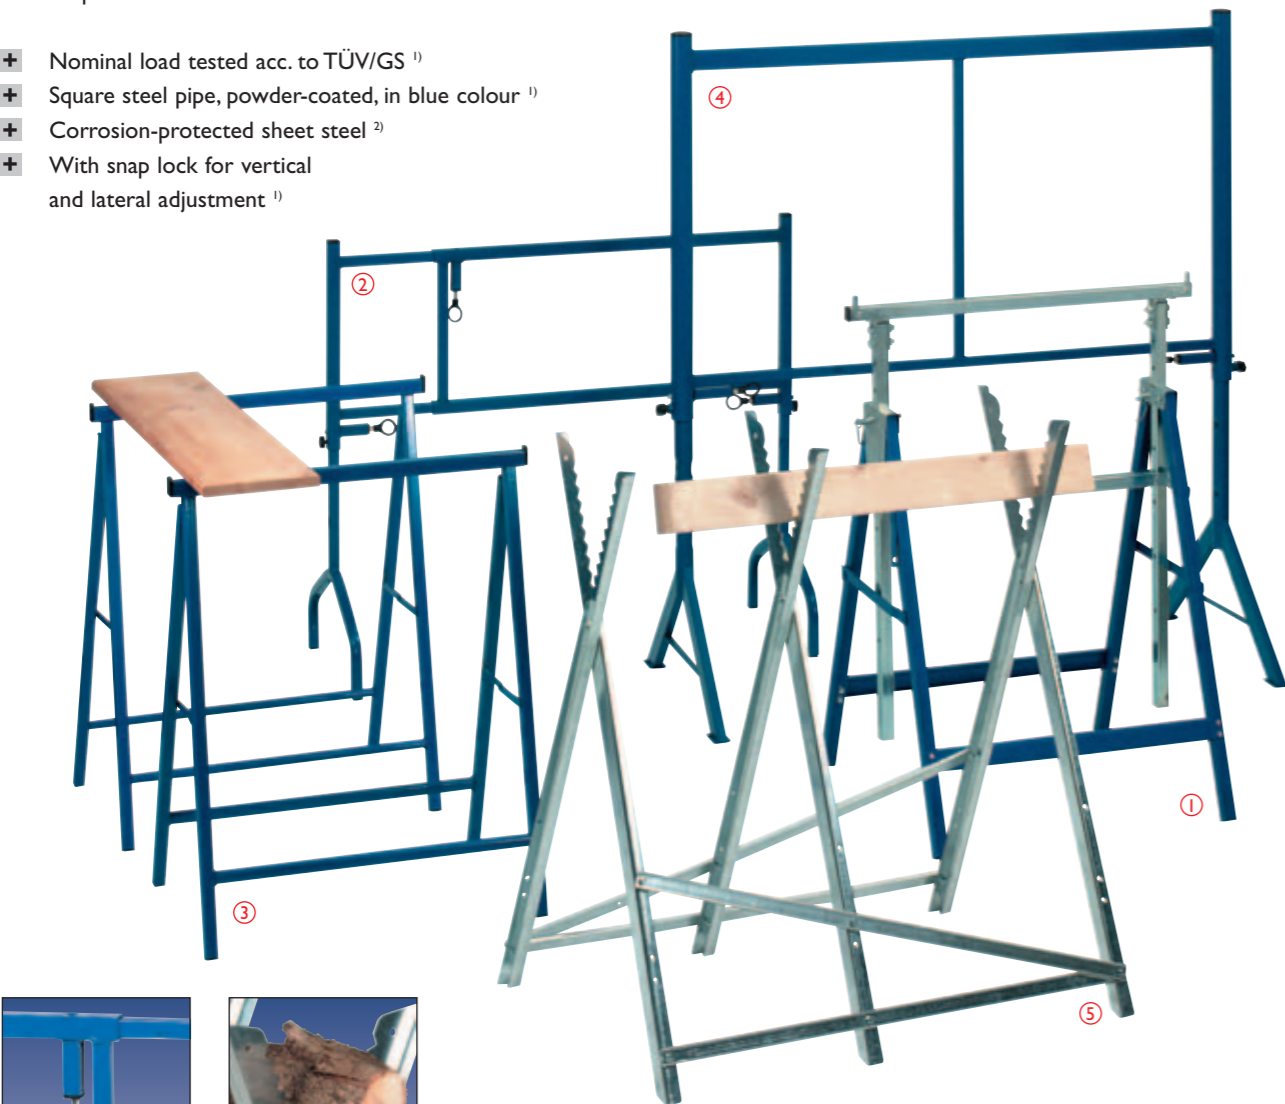 + Nominal load tested acc. to TÜV/GS 1)
+ Square steel pipe, powder-coated, in blue colour 1)
+ Corrosion-protected sheet steel 2)
+ With snap lock for vertical
and lateral adjustment 1)
④
②
①
③
⑤